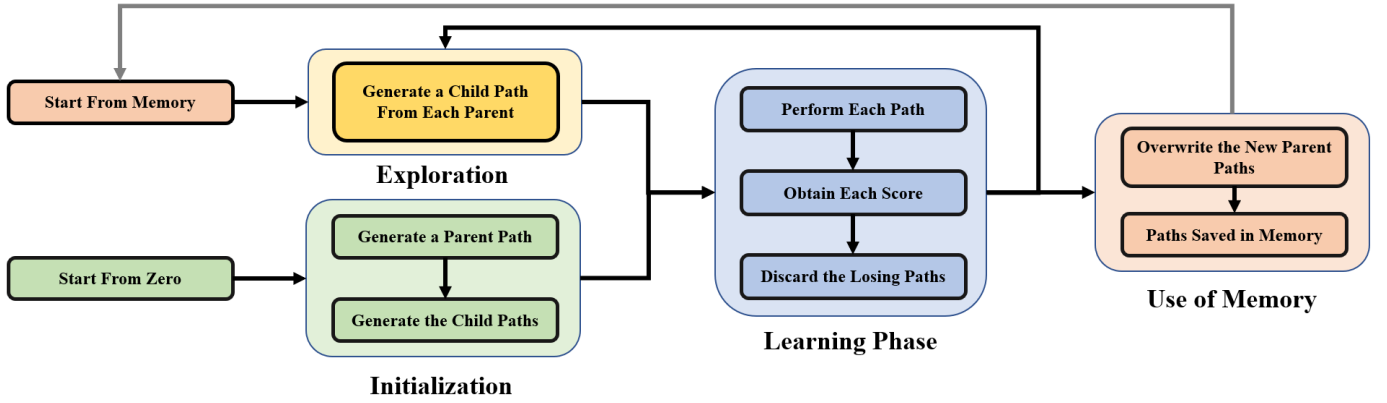 Start From Memory
Generate a Child Path
From Each Parent
Exploration
Start From Zero
Generate a Parent Path
Generate the Child Paths
Initialization
Perform Each Path
Obtain Each Score
Discard the Losing Paths
Learning Phase
Overwrite the New Parent
Paths
Paths Saved in Memory
Use of Memory